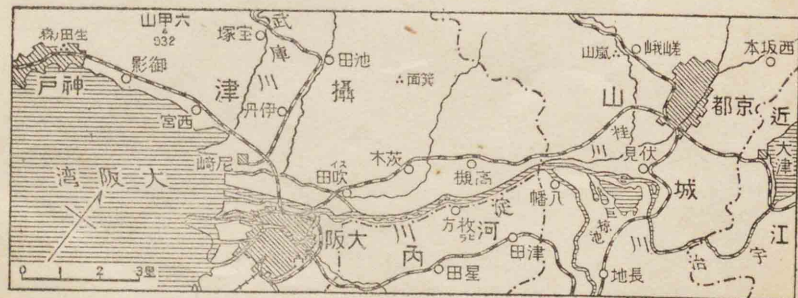 生田ノ森
六甲山
932
宝塚
武庫川
池田
箕面
嵐山
嵯峨
西坂本
神戸
御影
西宮
伊丹
攝津
山城
京都
近江
大津
尼崎
吹田
スイ
茨木
高槻
桂川
伏見
大阪湾
大阪
枚方
淀川
河内
八幡
宇治川
星田
津田
長池
0 1 2 3里